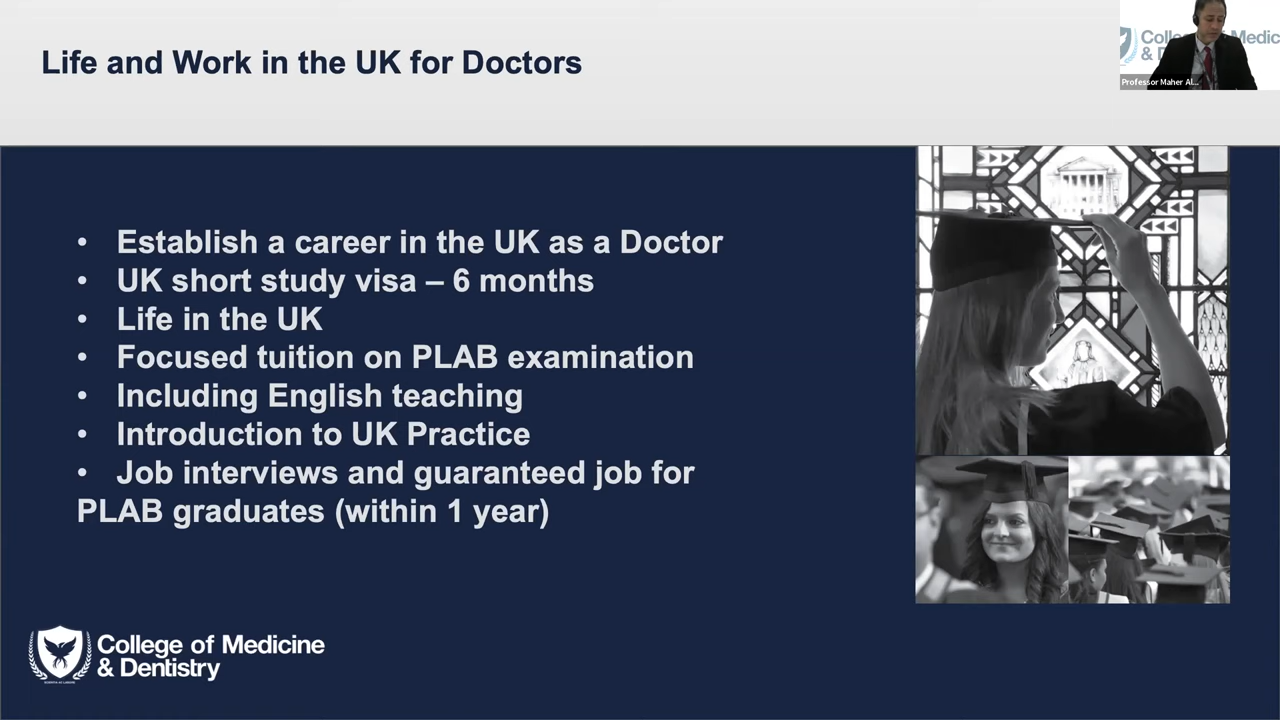 Life and Work in the UK for Doctors
Professor Maher Al...
• Establish a career in the UK as a Doctor
• UK short study visa – 6 months
• Life in the UK
• Focused tuition on PLAB examination
• Including English teaching
• Introduction to UK Practice
• Job interviews and guaranteed job for
PLAB graduates (within 1 year)
College of Medicine
& Dentistry